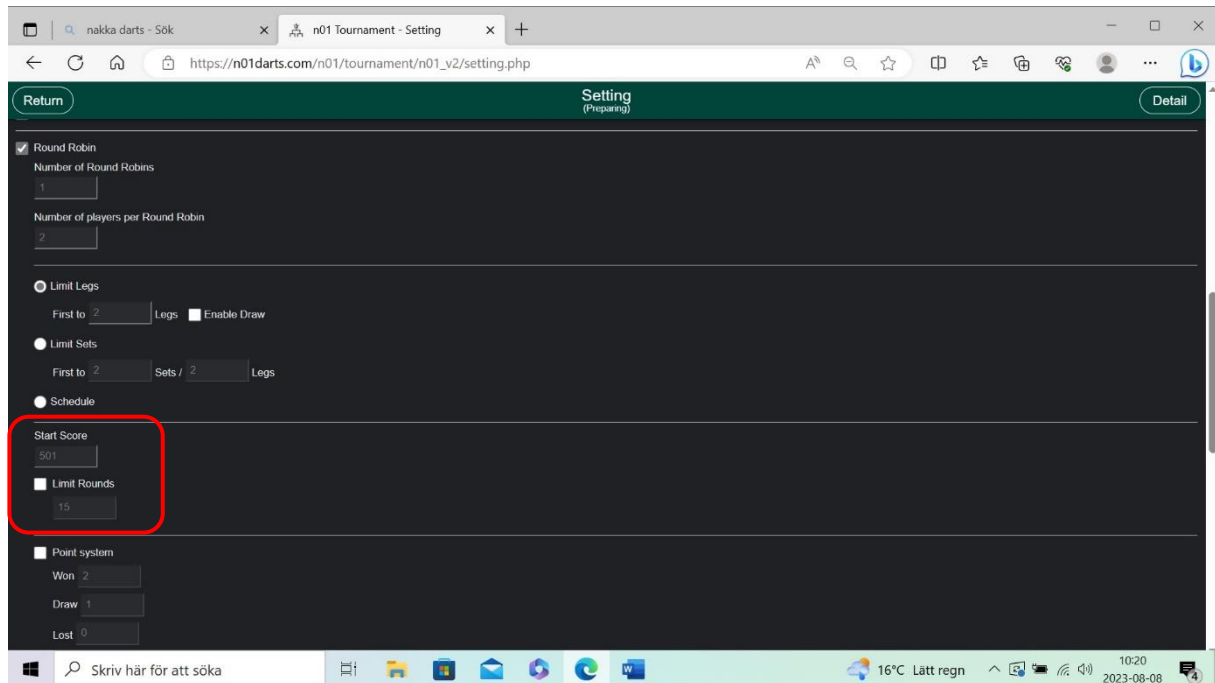 nakka darts - Sök
n01 Tournament - Setting
https://n01darts.com/n01/tournament/n01_v2/setting.php
Return
Setting
(Preparing)
Detail
Round Robin
Number of Round Robins
1
Number of players per Round Robin
2
Limit Legs
First to 2 Legs Enable Draw
Limit Sets
First to 2 Sets / 2 Legs
Schedule
Start Score
501
Limit Rounds
15
Point system
Won 2
Draw 1
Lost 0
Skriv här för att söka
16°C Lätt regn
10:20
2023-08-08
4